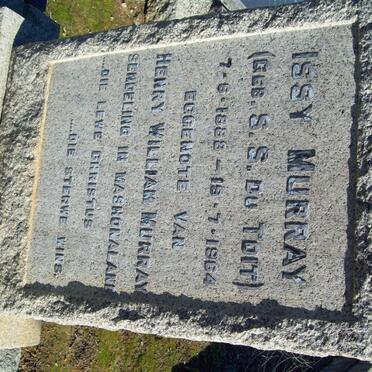 ISSY MURRAY
(GEB. S. S. DU TOIT)
7·6·1888 – 18·7·1964
EGGENOTE VAN
HENRY WILLIAM MURRAY
SENDELING IN MASHONALAND
...DIE LEWE CHRISTUS
...DIE STERWE WINS.